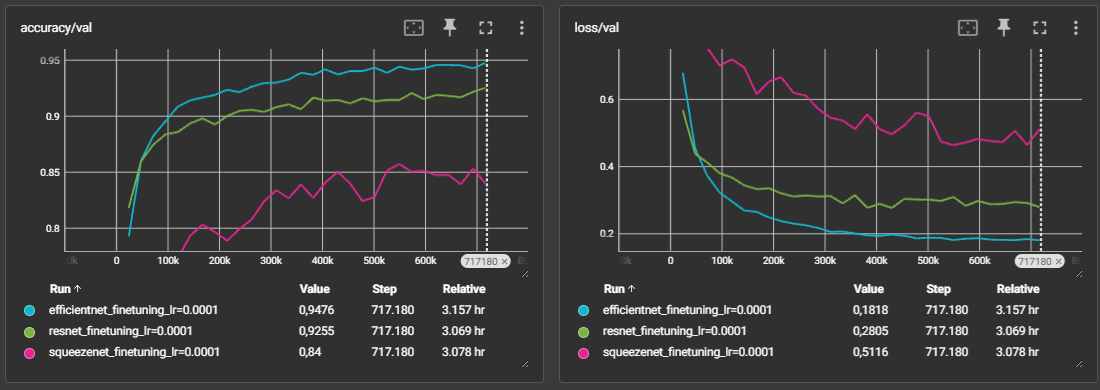 accuracy/val
0.95
0.9
0.85
0.8
0k 0 100k 200k 300k 400k 500k 600k 717180 × 8
Run ↑ Value Step Relative
efficientnet_finetuning_lr=0.0001 0,9476 717.180 3.157 hr
resnet_finetuning_lr=0.0001 0,9255 717.180 3.069 hr
squeezenet_finetuning_lr=0.0001 0,84 717.180 3.078 hr
loss/val
0.6
0.4
0.2
0k 0 100k 200k 300k 400k 500k 600k 717180 ×
Run ↑ Value Step Relative
efficientnet_finetuning_lr=0.0001 0,1818 717.180 3.157 hr
resnet_finetuning_lr=0.0001 0,2805 717.180 3.069 hr
squeezenet_finetuning_lr=0.0001 0,5116 717.180 3.078 hr